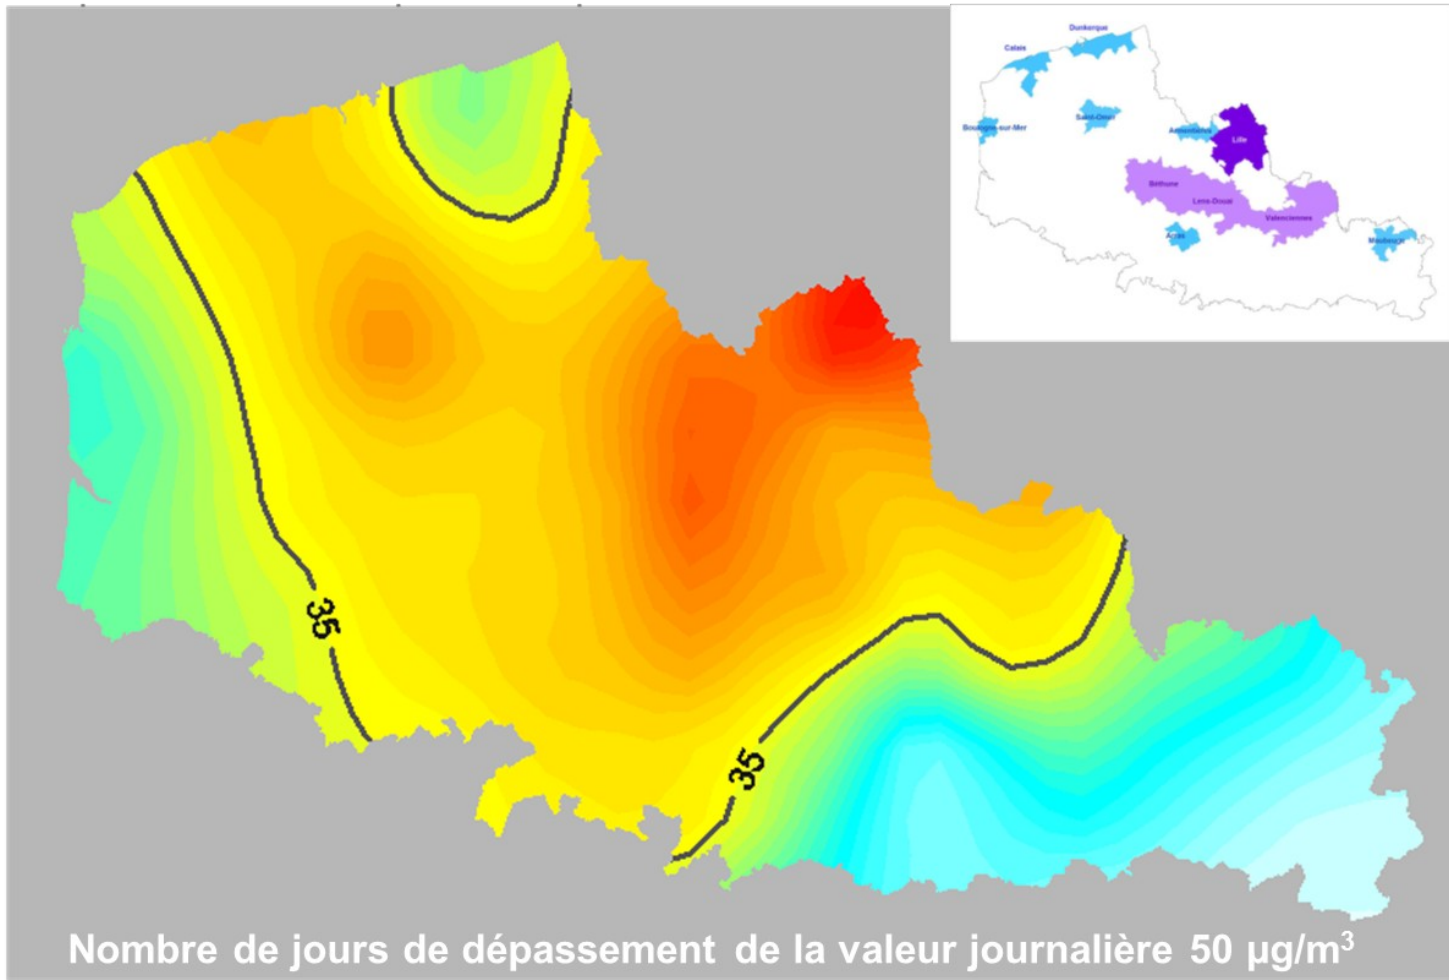 Dunkerque
Calais
Saint-Omer
Boulogne-sur-Mer
Armentières
Lille
Béthune
Lens-Douai
Valenciennes
Arras
Maubeuge
35
35
Nombre de jours de dépassement de la valeur journalière 50 µg/m³